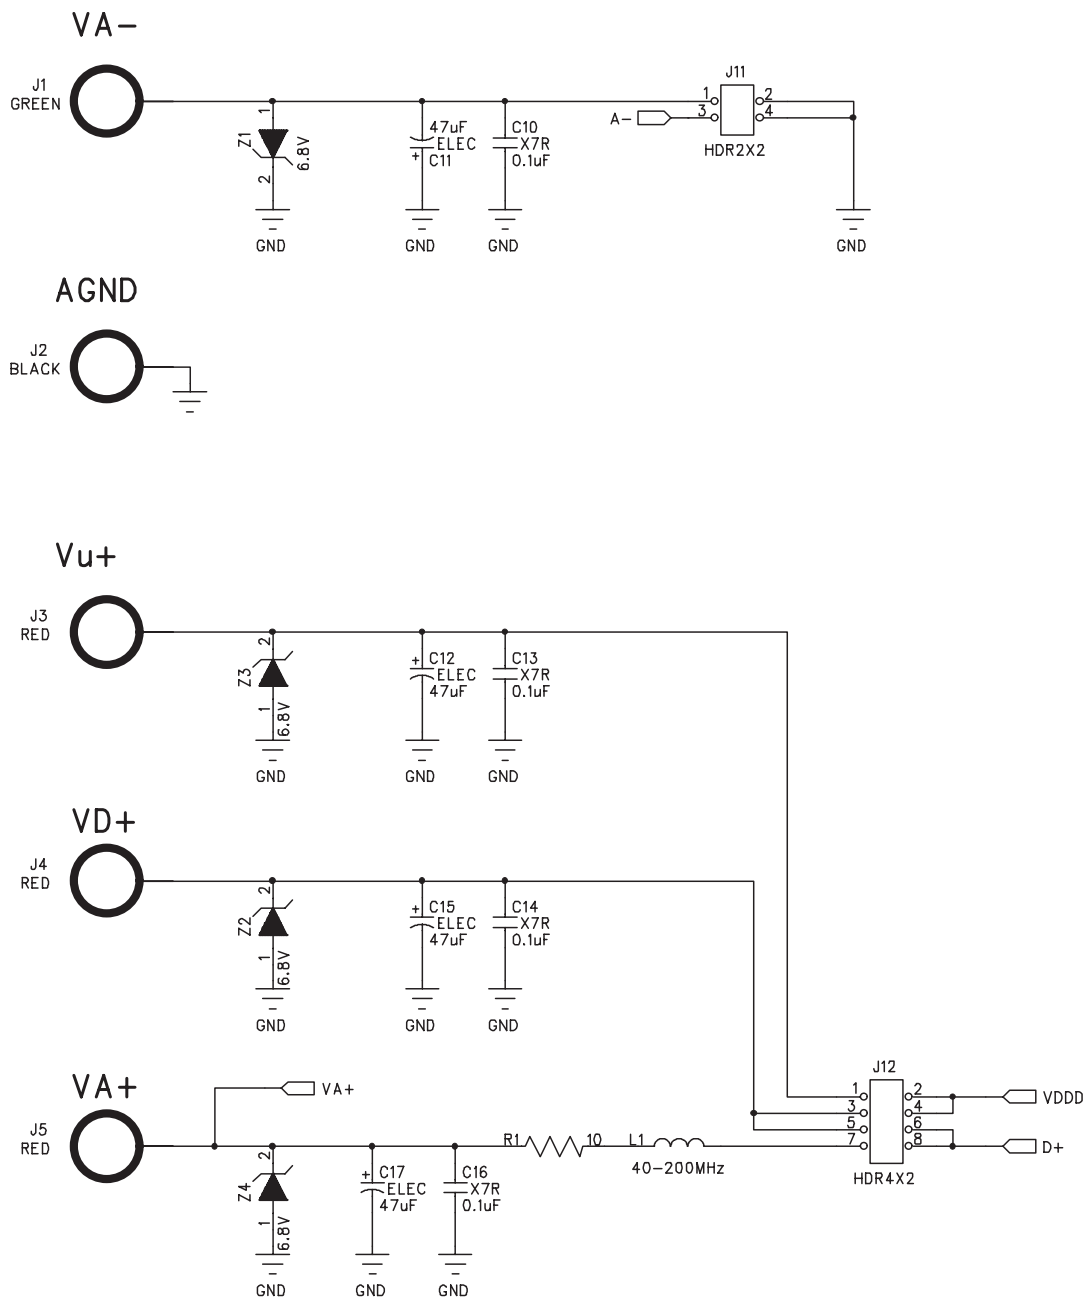 VA-
J1
GREEN
1
Z1
6.8V
2
GND
47uF
ELEC
+
C11
GND
C10
X7R
0.1uF
GND
A-
J11
1 2
3 4
HDR2X2
GND
AGND
J2
BLACK
Vu+
J3
RED
2
Z3
1
6.8V
GND
+ C12
ELEC
47uF
GND
C13
X7R
0.1uF
GND
VD+
J4
RED
2
Z2
1
6.8V
GND
+ C15
ELEC
47uF
GND
C14
X7R
0.1uF
GND
VA+
J5
RED
VA+
2
Z4
1
6.8V
GND
+ C17
ELEC
47uF
GND
C16
X7R
0.1uF
GND
R1 10
L1
40-200MHz
J12
1 2
3 4
5 6
7 8
HDR4X2
VDDD
D+